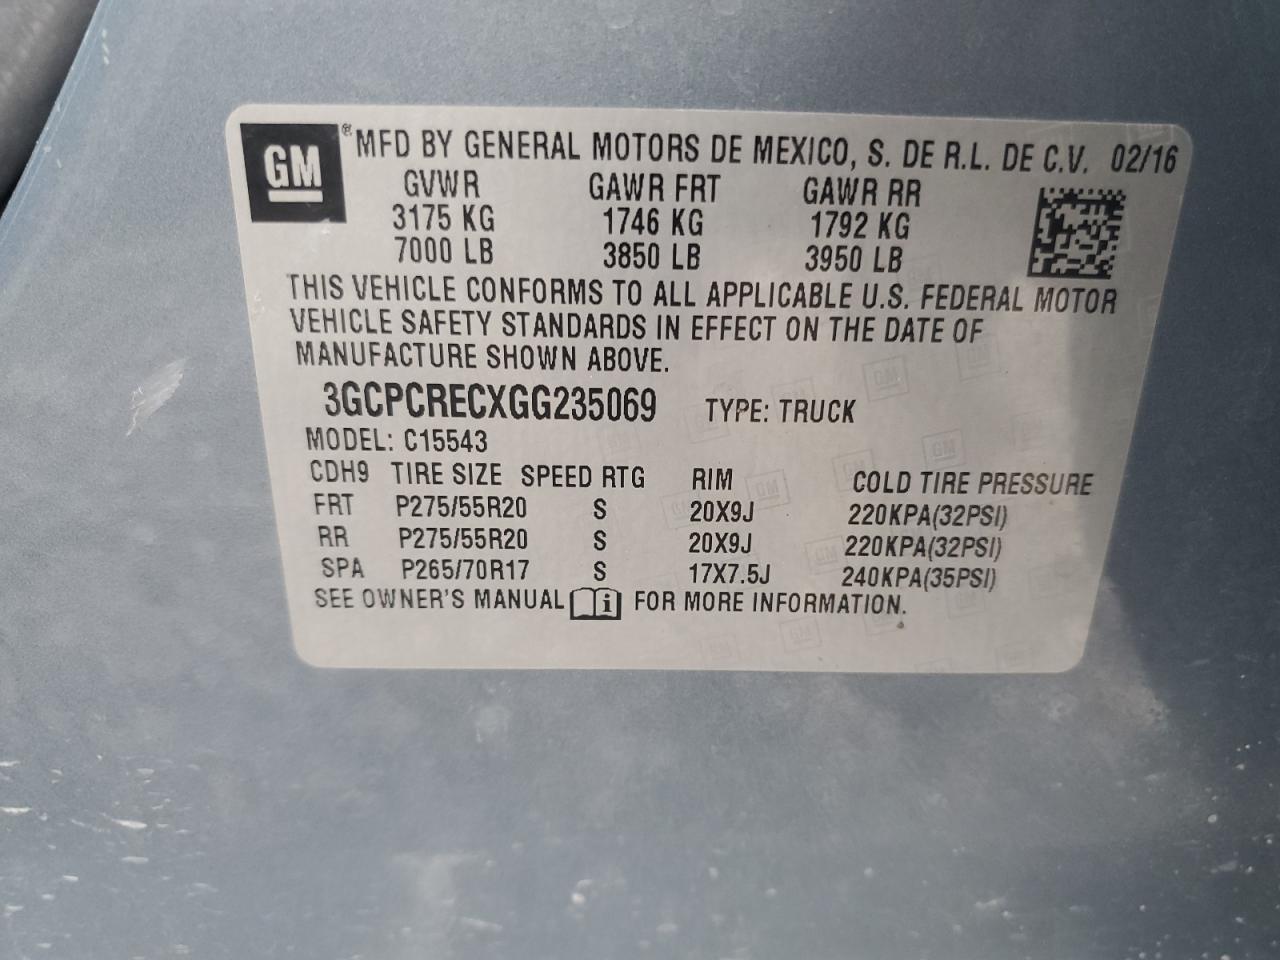 GM ® MFD BY GENERAL MOTORS DE MEXICO, S. DE R.L. DE C.V. 02/16
GVWR GAWR FRT GAWR RR
3175 KG 1746 KG 1792 KG
7000 LB 3850 LB 3950 LB
THIS VEHICLE CONFORMS TO ALL APPLICABLE U.S. FEDERAL MOTOR
VEHICLE SAFETY STANDARDS IN EFFECT ON THE DATE OF
MANUFACTURE SHOWN ABOVE.
3GCPCRECXGG235069 TYPE: TRUCK
MODEL: C15543
CDH9 TIRE SIZE SPEED RTG RIM COLD TIRE PRESSURE
FRT P275/55R20 S 20X9J 220KPA(32PSI)
RR P275/55R20 S 20X9J 220KPA(32PSI)
SPA P265/70R17 S 17X7.5J 240KPA(35PSI)
SEE OWNER'S MANUAL i FOR MORE INFORMATION.